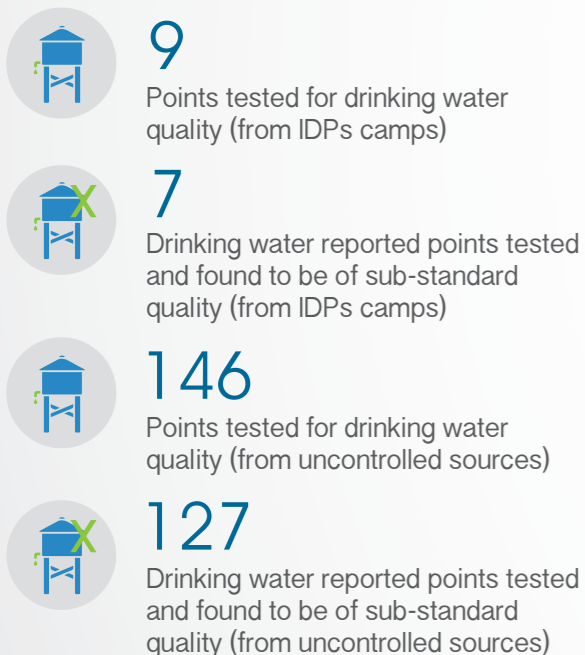 9
Points tested for drinking water
quality (from IDPs camps)
7
Drinking water reported points tested
and found to be of sub-standard
quality (from IDPs camps)
146
Points tested for drinking water
quality (from uncontrolled sources)
127
Drinking water reported points tested
and found to be of sub-standard
quality (from uncontrolled sources)